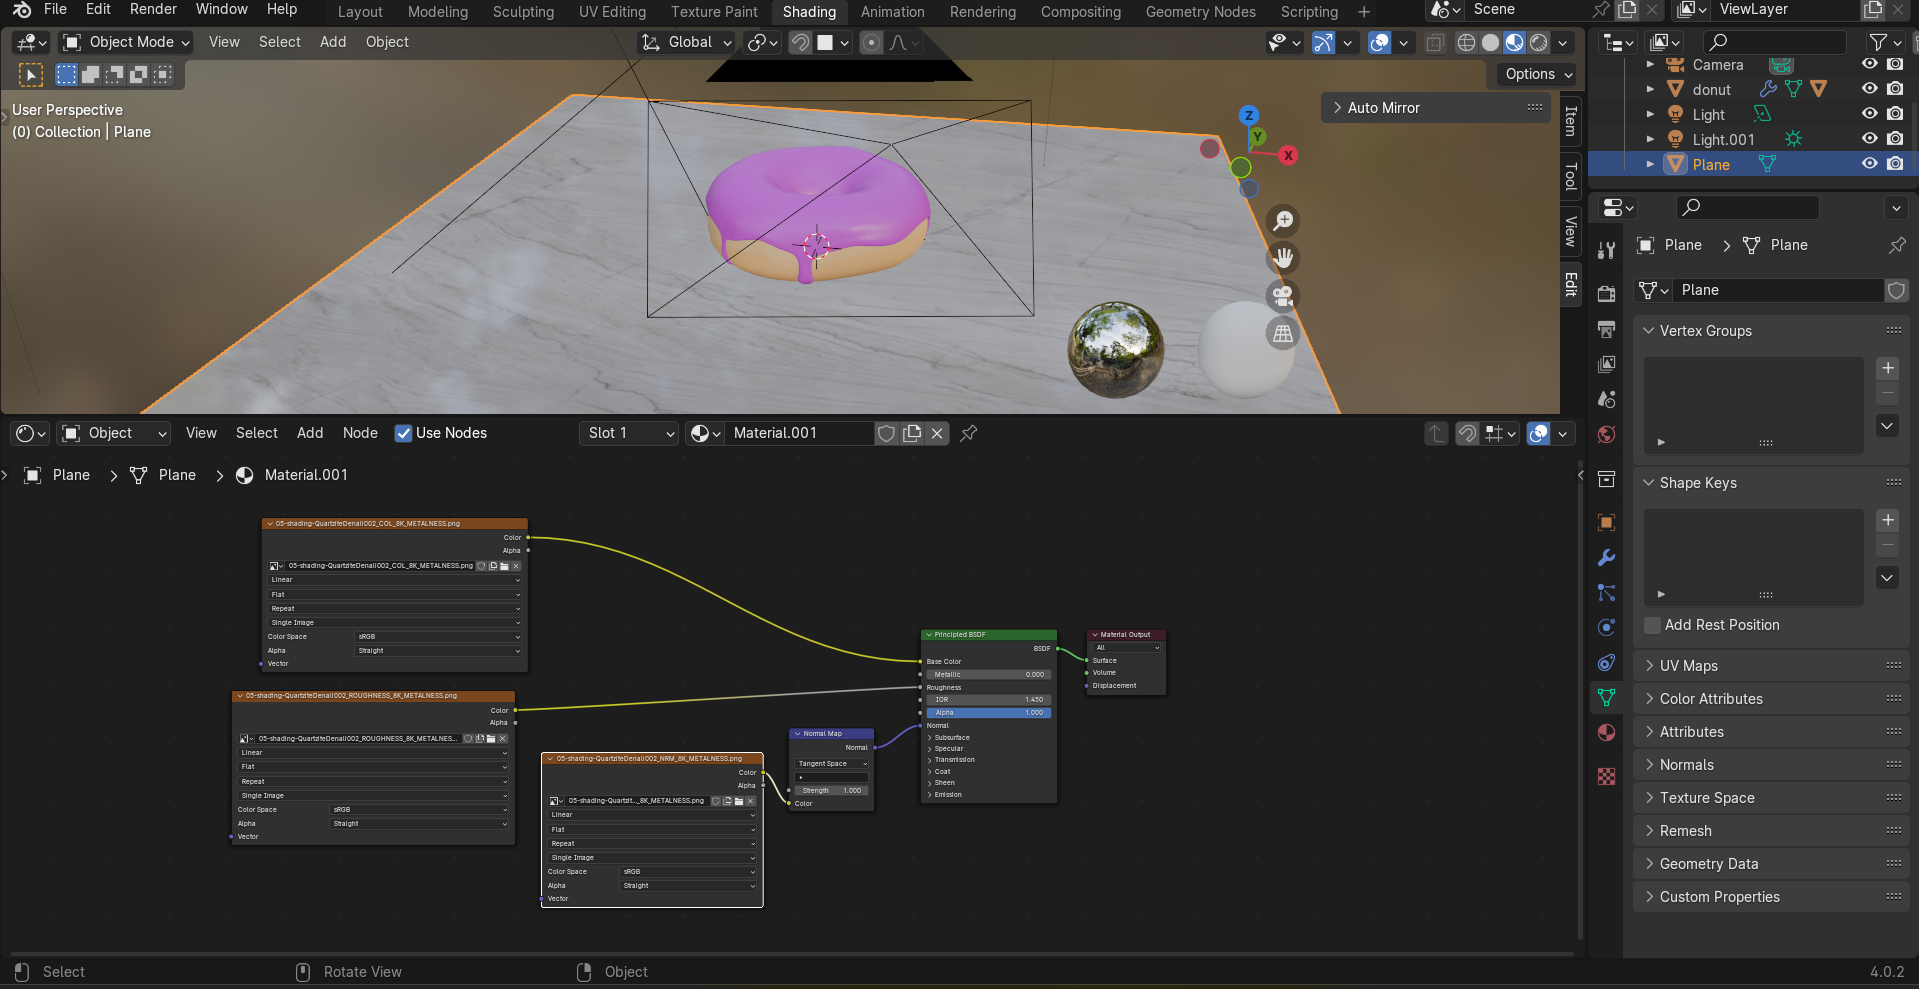 File Edit Render Window Help Layout Modeling Sculpting UV Editing Texture Paint Shading Animation Rendering Compositing Geometry Nodes Scripting + Scene ViewLayer
Object Mode View Select Add Object Global
Options
User Perspective
(0) Collection | Plane
Auto Mirror
Z
Y
X
Item
Tool
View
Edit
Camera
donut
Light
Light.001
Plane
Plane > Plane
Plane
Vertex Groups
Shape Keys
Add Rest Position
UV Maps
Color Attributes
Attributes
Normals
Texture Space
Remesh
Geometry Data
Custom Properties
Object View Select Add Node Use Nodes Slot 1 Material.001
Plane > Plane > Material.001
05-shading-QuartziteDenali002_COL_8K_METALNESS.png
Color
Alpha
05-shading-QuartziteDenali002_COL_8K_METALNESS.png
Linear
Flat
Repeat
Single Image
Color Space sRGB
Alpha Straight
Vector
05-shading-QuartziteDenali002_ROUGHNESS_8K_METALNESS.png
Color
Alpha
05-shading-QuartziteDenali002_ROUGHNESS_8K_METALNES...
Linear
Flat
Repeat
Single Image
Color Space sRGB
Alpha Straight
Vector
05-shading-QuartziteDenali002_NRM_8K_METALNESS.png
Color
Alpha
05-shading-Quartzit..._8K_METALNESS.png
Linear
Flat
Repeat
Single Image
Color Space sRGB
Alpha Straight
Vector
Normal Map
Normal
Tangent Space
Strength 1.000
Color
Principled BSDF
BSDF
Base Color
Metallic 0.000
Roughness
IOR 1.450
Alpha 1.000
Normal
Subsurface
Specular
Transmission
Coat
Sheen
Emission
Material Output
All
Surface
Volume
Displacement
Select Rotate View Object 4.0.2